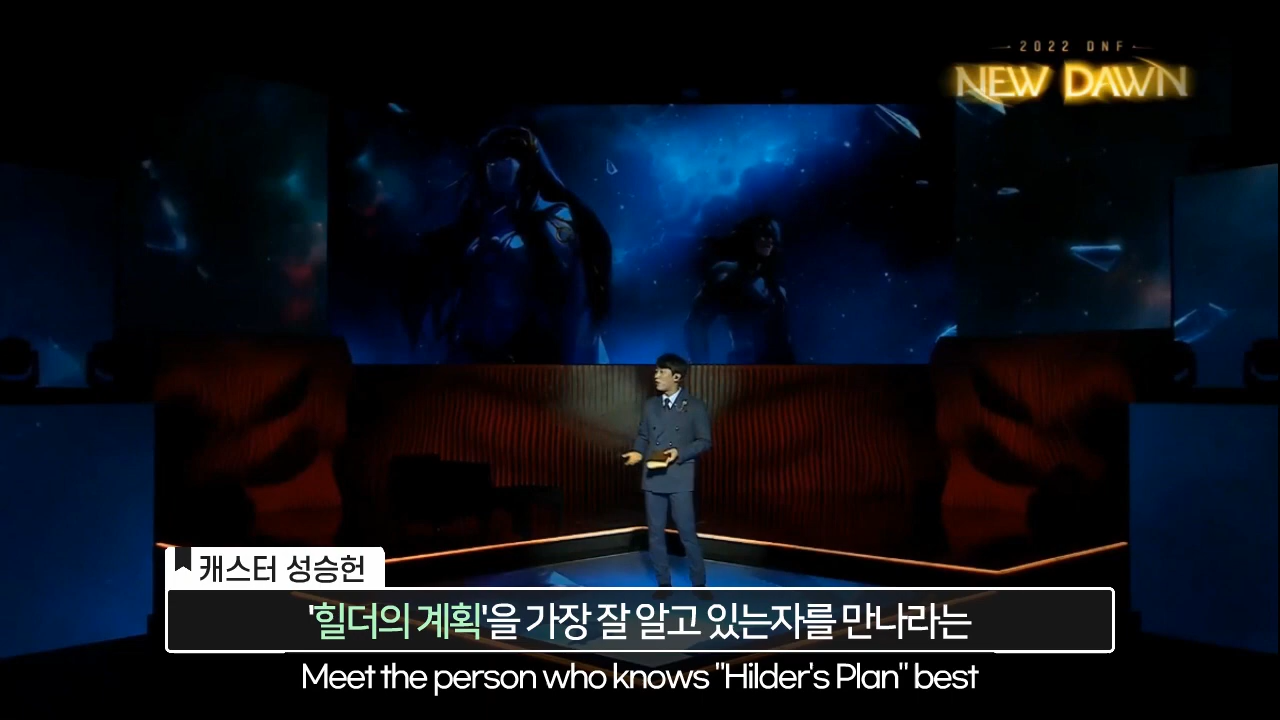 2022 DNF
NEW DAWN
캐스터 성승헌
'힐더의 계획'을 가장 잘 알고 있는자를 만나라는
Meet the person who knows "Hilder's Plan" best